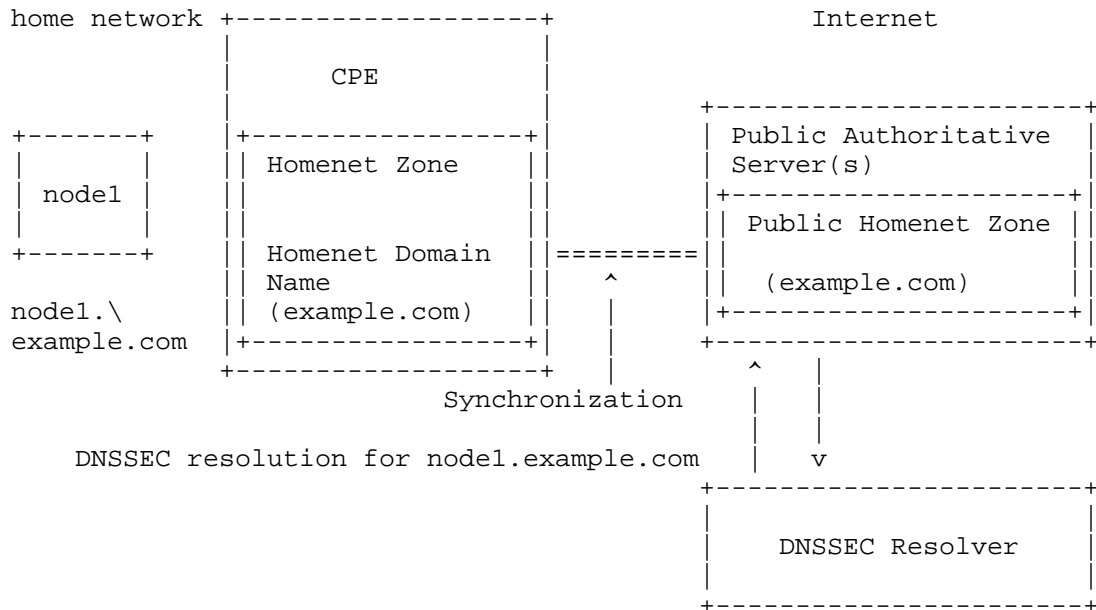 home network
Internet
CPE
Public Authoritative
Server(s)
Homenet Zone
node1
Public Homenet Zone
Homenet Domain
Name
(example.com)
(example.com)
node1.\
example.com
Synchronization
DNSSEC resolution for node1.example.com
DNSSEC Resolver